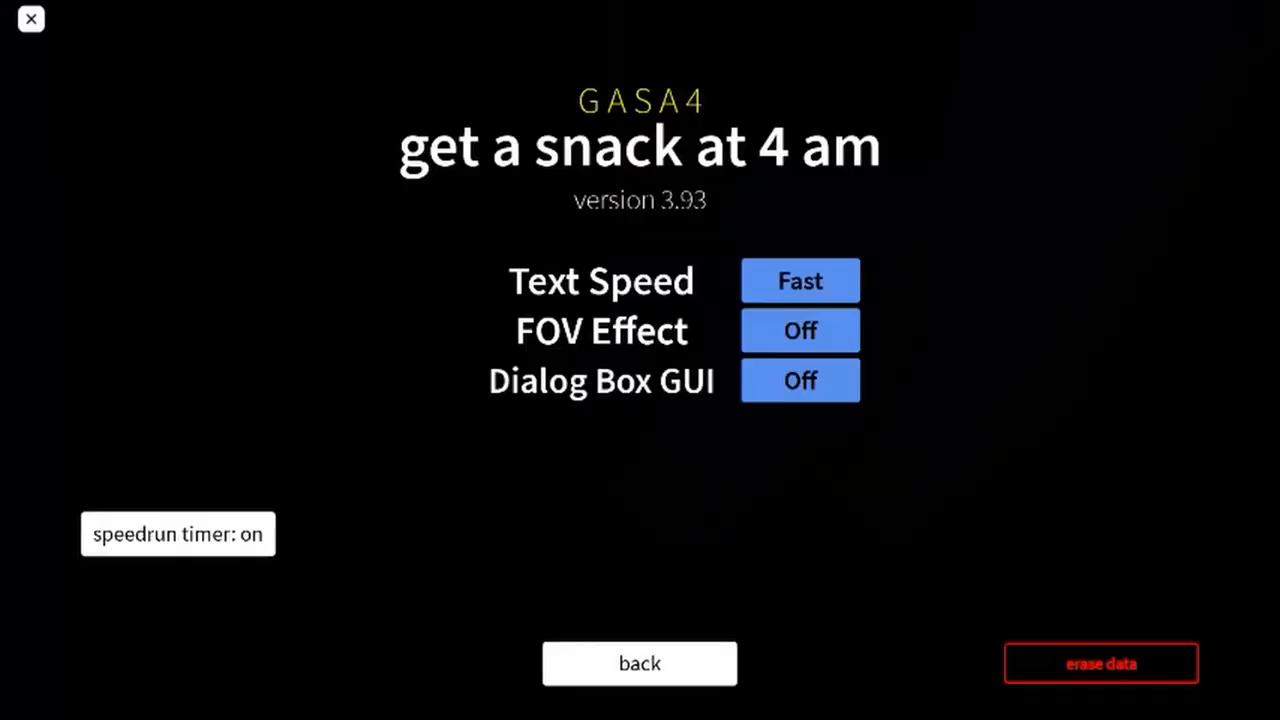 GASA4
get a snack at 4 am
version 3.93
Text Speed Fast
FOV Effect Off
Dialog Box GUI Off
speedrun timer: on
back
erase data